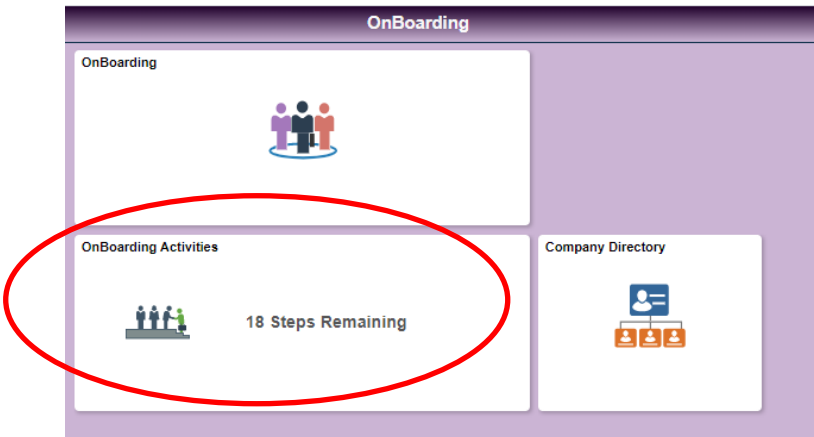 OnBoarding
OnBoarding
OnBoarding Activities
18 Steps Remaining
Company Directory